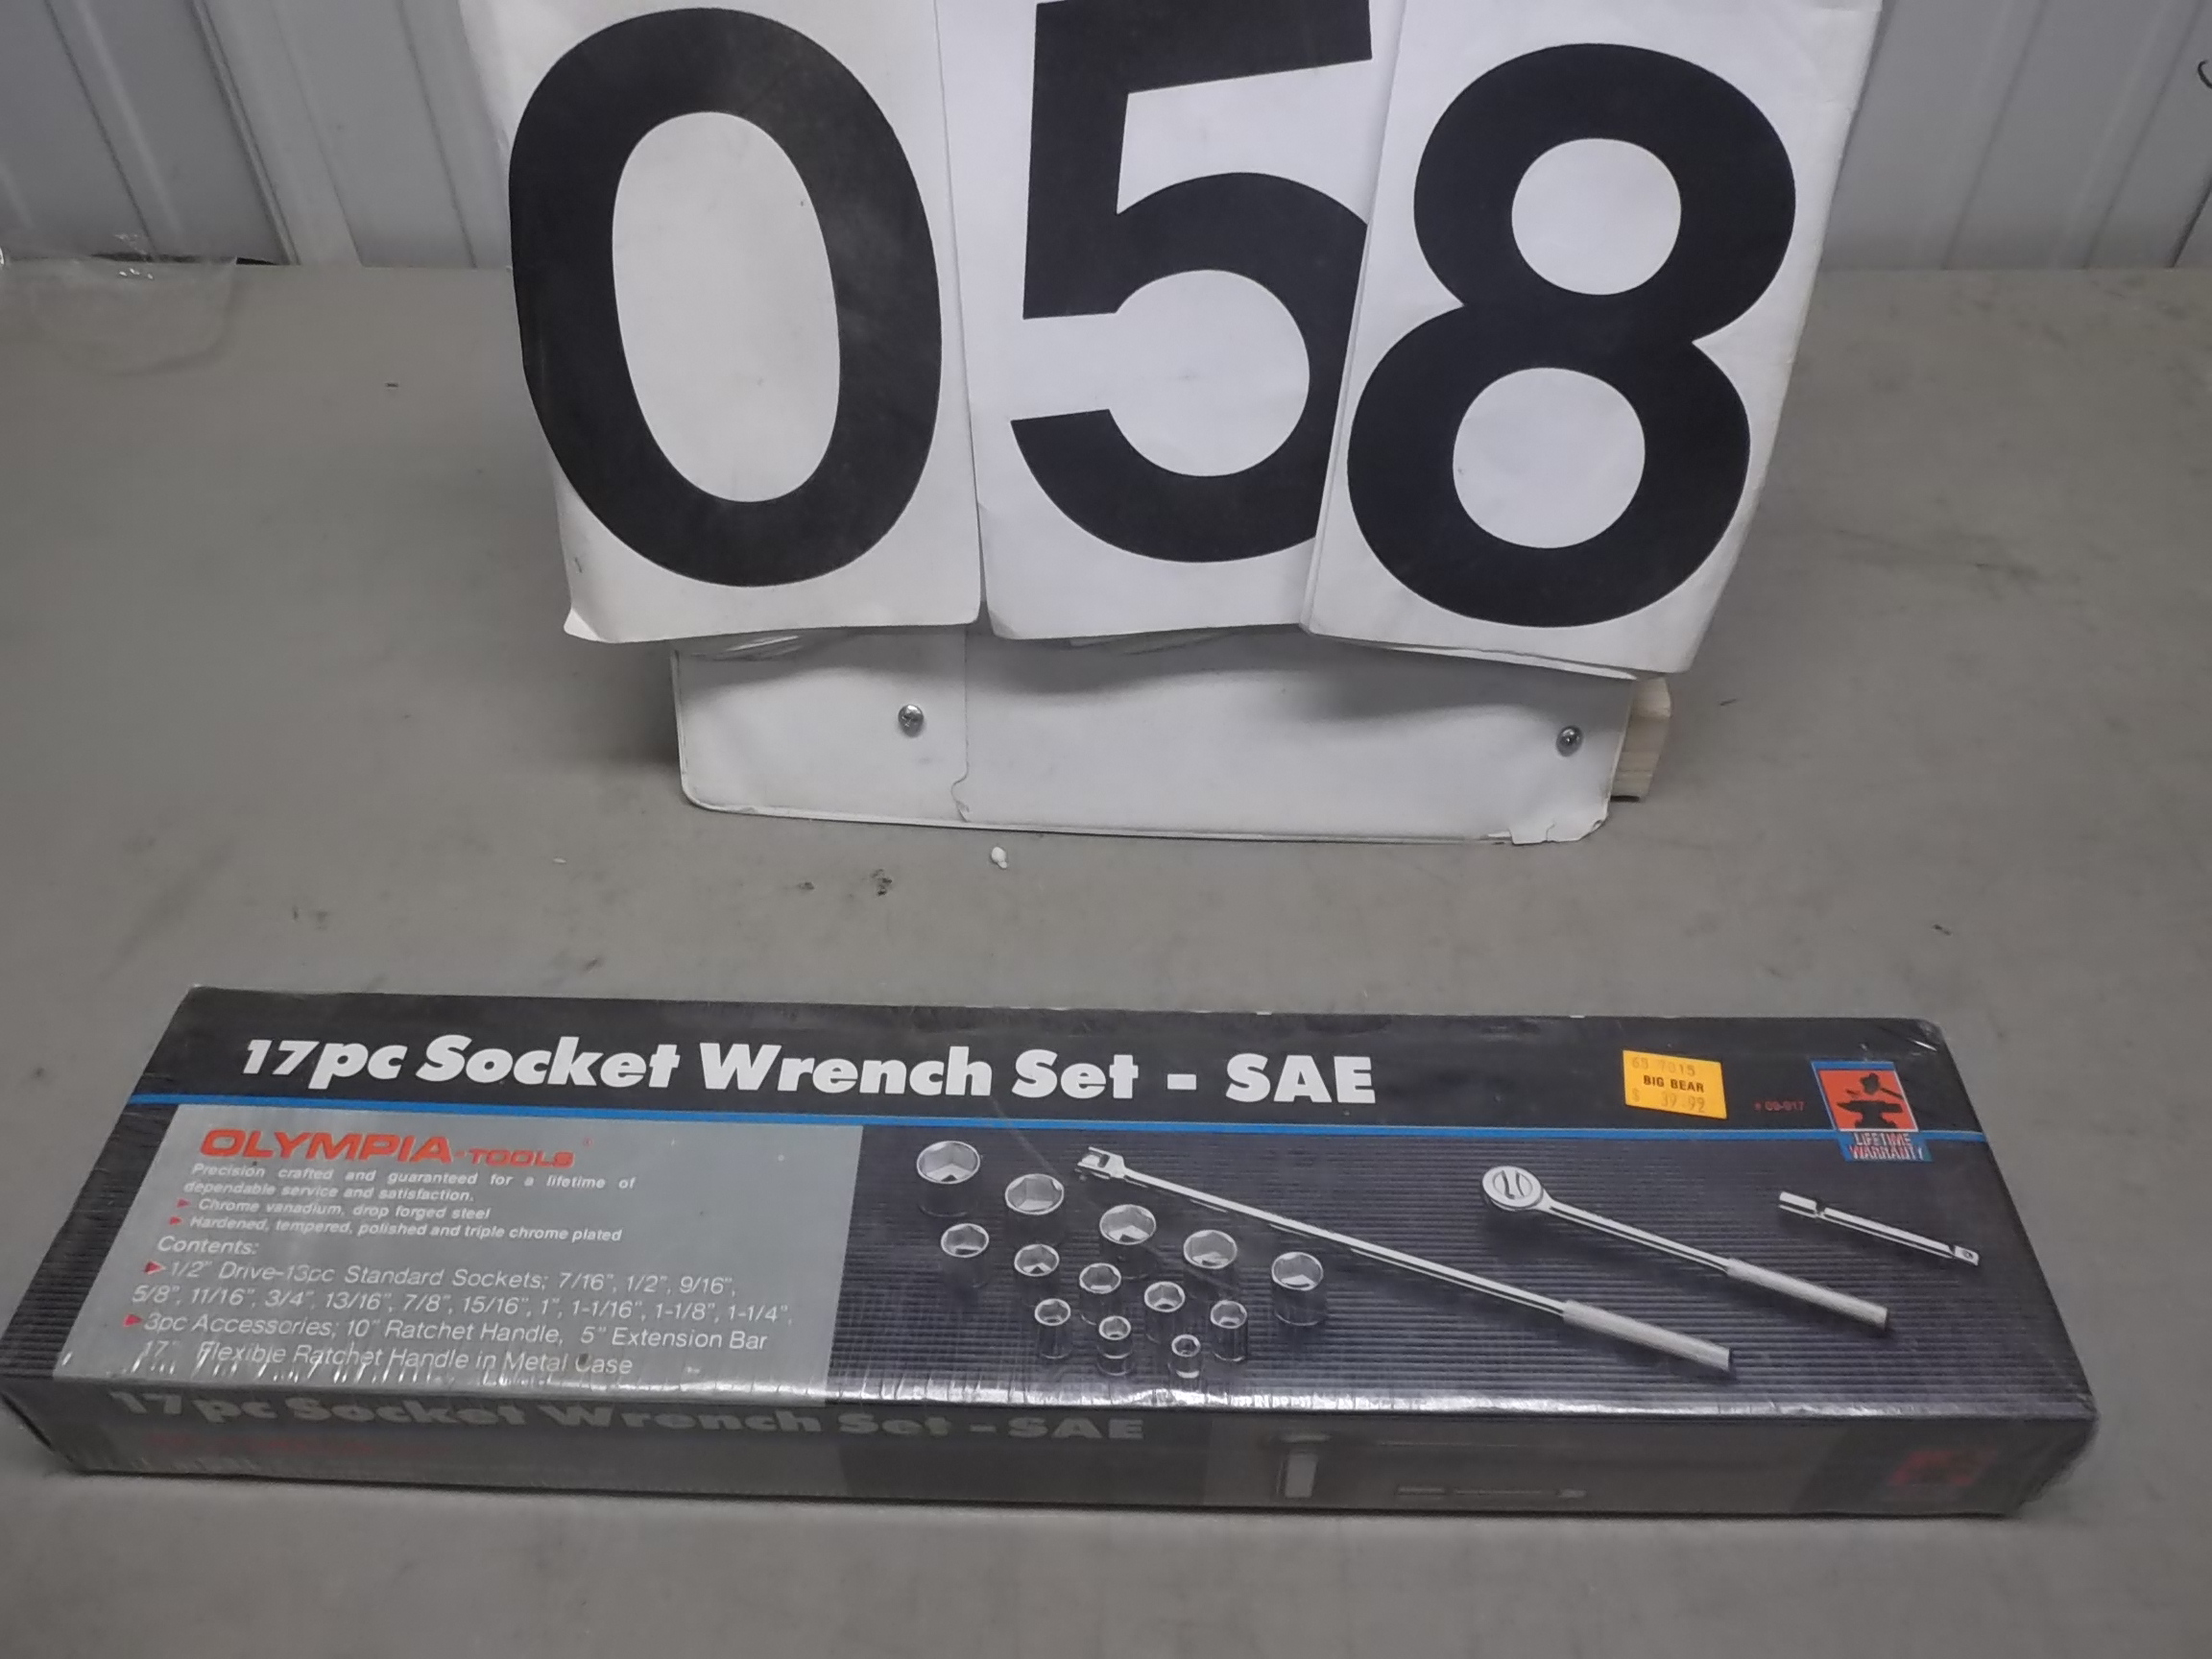 058
17pc Socket Wrench Set - SAE
BIG BEAR
$ 39.92
# 09-917
LIFETIME
WARRANTY
OLYMPIA-TOOLS
Precision crafted and guaranteed for a lifetime of
dependable service and satisfaction.
Chrome vanadium, drop forged steel
Hardened, tempered, polished and triple chrome plated
Contents:
1/2" Drive-13pc Standard Sockets; 7/16", 1/2", 9/16",
5/8", 11/16", 3/4", 13/16", 7/8", 15/16", 1", 1-1/16", 1-1/8", 1-1/4",
3pc Accessories; 10" Ratchet Handle, 5" Extension Bar
17" Flexible Ratchet Handle in Metal Case
17pc Socket Wrench Set - SAE